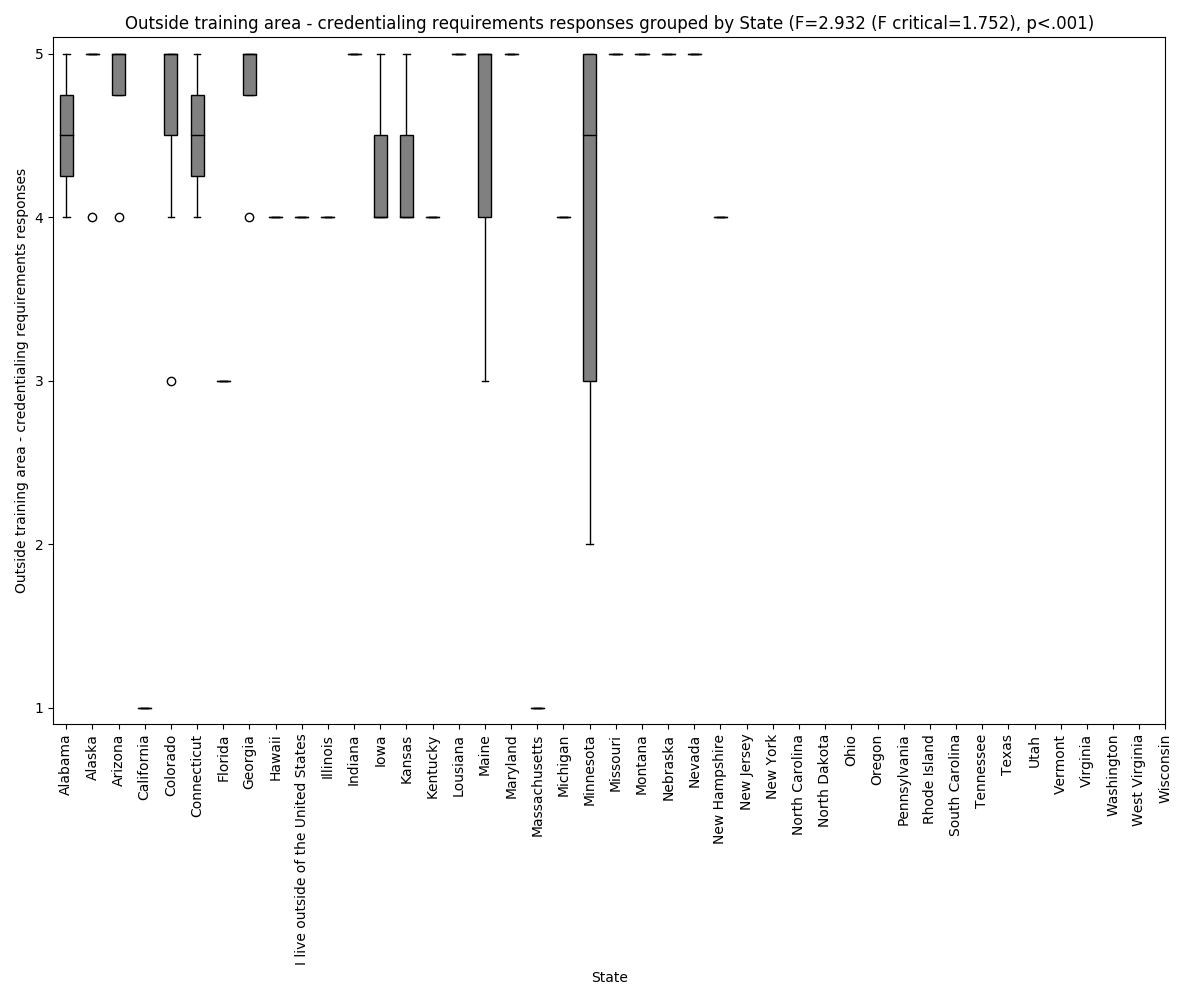 Outside training area - credentialing requirements responses grouped by State (F=2.932 (F critical=1.752), p<.001)
Outside training area - credentialing requirements responses
5
4
3
2
1
Alabama
Alaska
Arizona
California
Colorado
Connecticut
Florida
Georgia
Hawaii
I live outside of the United States
Illinois
Indiana
Iowa
Kansas
Kentucky
Lousiana
Maine
Maryland
Massachusetts
Michigan
Minnesota
Missouri
Montana
Nebraska
Nevada
New Hampshire
New Jersey
New York
North Carolina
North Dakota
Ohio
Oregon
Pennsylvania
Rhode Island
South Carolina
Tennessee
Texas
Utah
Vermont
Virginia
Washington
West Virginia
Wisconsin
State